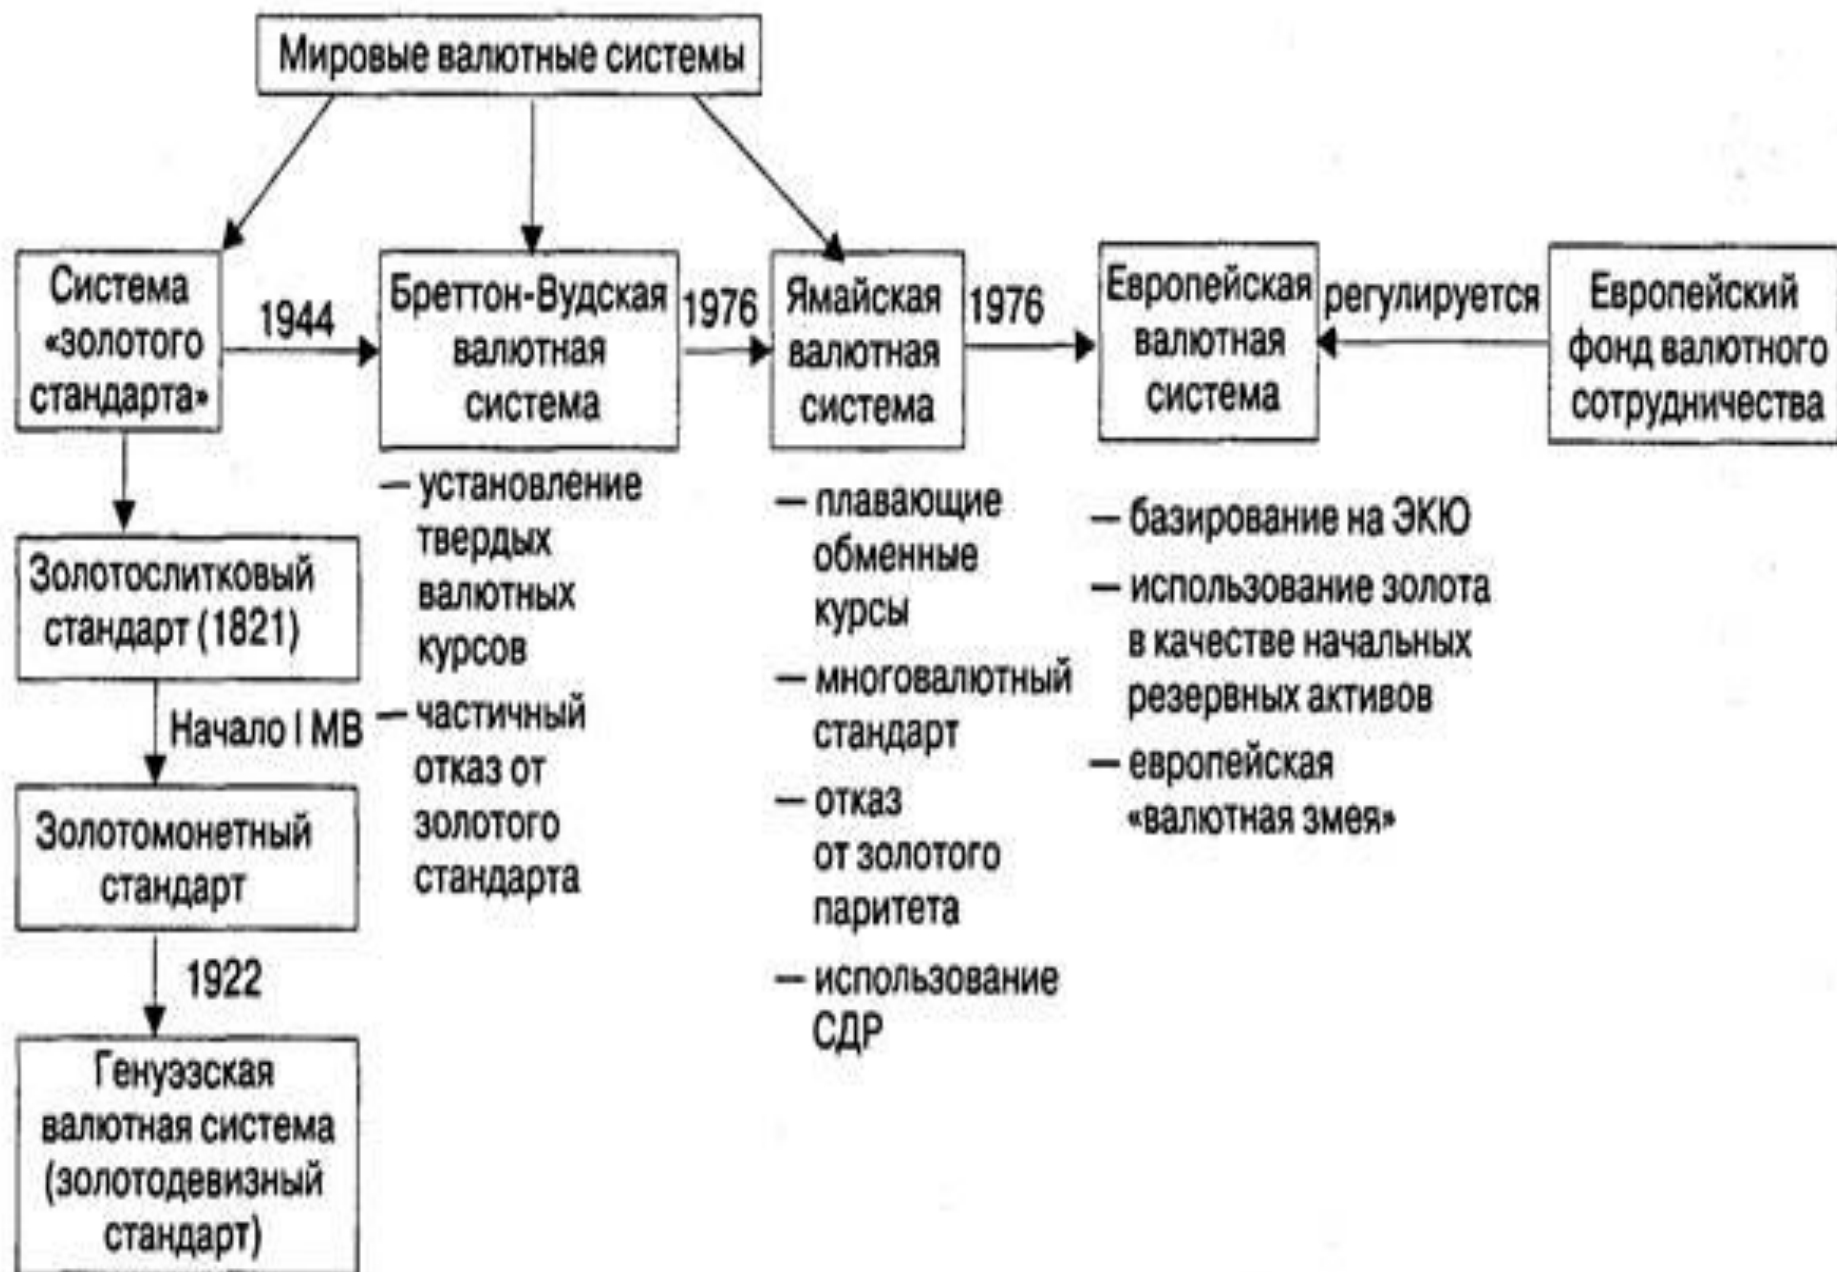 Мировые валютные системы
Система
«золотого
стандарта»
1944
Бреттон-Вудская
валютная
система
1976
Ямайская
валютная
система
1976
Европейская
валютная
система
регулируется
Европейский
фонд валютного
сотрудничества
Золотослитковый
стандарт (1821)
Начало I МВ
Золотомонетный
стандарт
1922
Генуэзская
валютная система
(золотодевизный
стандарт)
— установление
твердых
валютных
курсов
— частичный
отказ от
золотого
стандарта
— плавающие
обменные
курсы
— многовалютный
стандарт
— отказ
от золотого
паритета
— использование
СДР
— базирование на ЭКЮ
— использование золота
в качестве начальных
резервных активов
— европейская
«валютная змея»